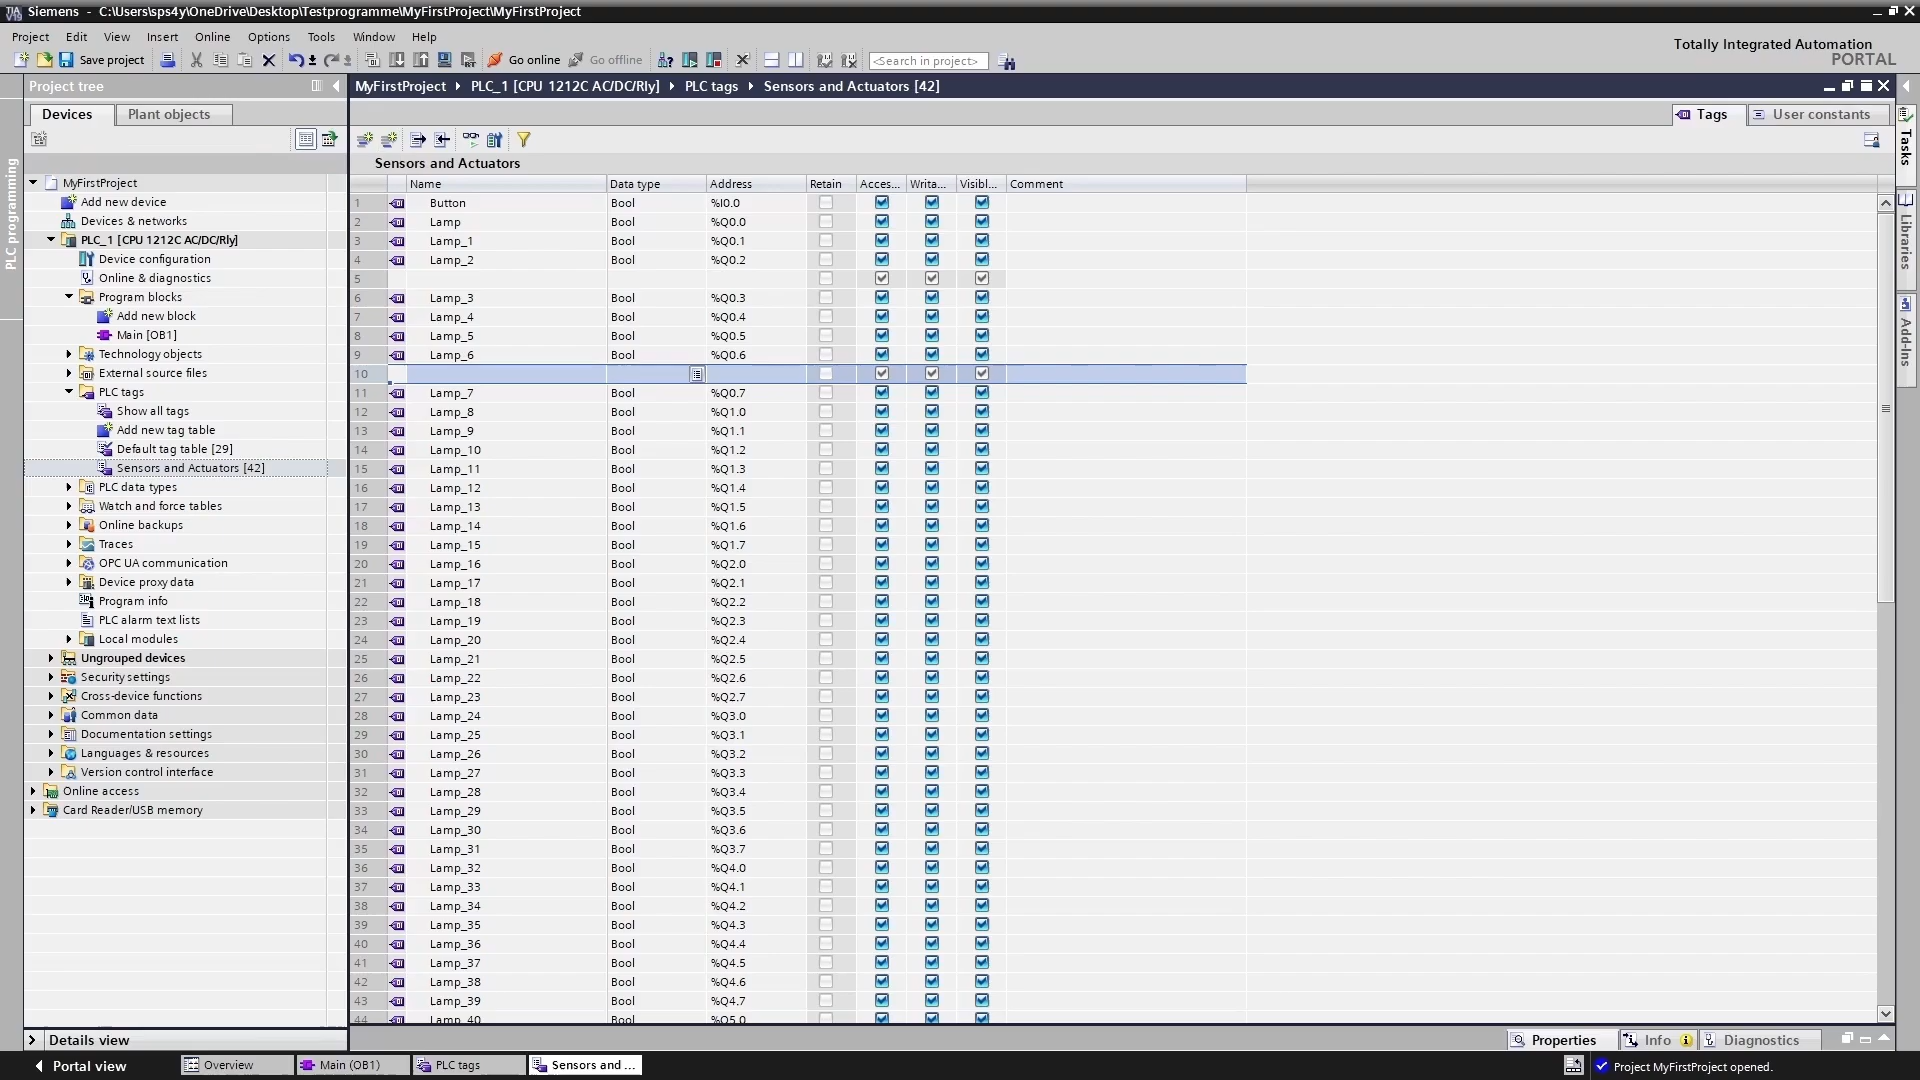 Siemens - C:\Users\sps4y\OneDrive\Desktop\Testprogramme\MyFirstProject\MyFirstProject
Project Edit View Insert Online Options Tools Window Help
Totally Integrated Automation
PORTAL
Save project Go online Go offline <Search in project>
Project tree
MyFirstProject PLC_1 [CPU 1212C AC/DC/Rly] PLC tags Sensors and Actuators [42]
Devices Plant objects
Tags User constants
PLC programming
Tasks
Libraries
Add-Ins
MyFirstProject
Add new device
Devices & networks
PLC_1 [CPU 1212C AC/DC/Rly]
Device configuration
Online & diagnostics
Program blocks
Add new block
Main [OB1]
Technology objects
External source files
PLC tags
Show all tags
Add new tag table
Default tag table [29]
Sensors and Actuators [42]
PLC data types
Watch and force tables
Online backups
Traces
OPC UA communication
Device proxy data
Program info
PLC alarm text lists
Local modules
Ungrouped devices
Security settings
Cross-device functions
Common data
Documentation settings
Languages & resources
Version control interface
Online access
Card Reader/USB memory
Sensors and Actuators
Name Data type Address Retain Acces... Writa... Visibl... Comment
1 Button Bool %I0.0
2 Lamp Bool %Q0.0
3 Lamp_1 Bool %Q0.1
4 Lamp_2 Bool %Q0.2
5
6 Lamp_3 Bool %Q0.3
7 Lamp_4 Bool %Q0.4
8 Lamp_5 Bool %Q0.5
9 Lamp_6 Bool %Q0.6
10
11 Lamp_7 Bool %Q0.7
12 Lamp_8 Bool %Q1.0
13 Lamp_9 Bool %Q1.1
14 Lamp_10 Bool %Q1.2
15 Lamp_11 Bool %Q1.3
16 Lamp_12 Bool %Q1.4
17 Lamp_13 Bool %Q1.5
18 Lamp_14 Bool %Q1.6
19 Lamp_15 Bool %Q1.7
20 Lamp_16 Bool %Q2.0
21 Lamp_17 Bool %Q2.1
22 Lamp_18 Bool %Q2.2
23 Lamp_19 Bool %Q2.3
24 Lamp_20 Bool %Q2.4
25 Lamp_21 Bool %Q2.5
26 Lamp_22 Bool %Q2.6
27 Lamp_23 Bool %Q2.7
28 Lamp_24 Bool %Q3.0
29 Lamp_25 Bool %Q3.1
30 Lamp_26 Bool %Q3.2
31 Lamp_27 Bool %Q3.3
32 Lamp_28 Bool %Q3.4
33 Lamp_29 Bool %Q3.5
34 Lamp_30 Bool %Q3.6
35 Lamp_31 Bool %Q3.7
36 Lamp_32 Bool %Q4.0
37 Lamp_33 Bool %Q4.1
38 Lamp_34 Bool %Q4.2
39 Lamp_35 Bool %Q4.3
40 Lamp_36 Bool %Q4.4
41 Lamp_37 Bool %Q4.5
42 Lamp_38 Bool %Q4.6
43 Lamp_39 Bool %Q4.7
44 Lamp_40 Bool %Q5.0
Details view
Properties Info Diagnostics
Portal view Overview Main (OB1) PLC tags Sensors and ... Project MyFirstProject opened.